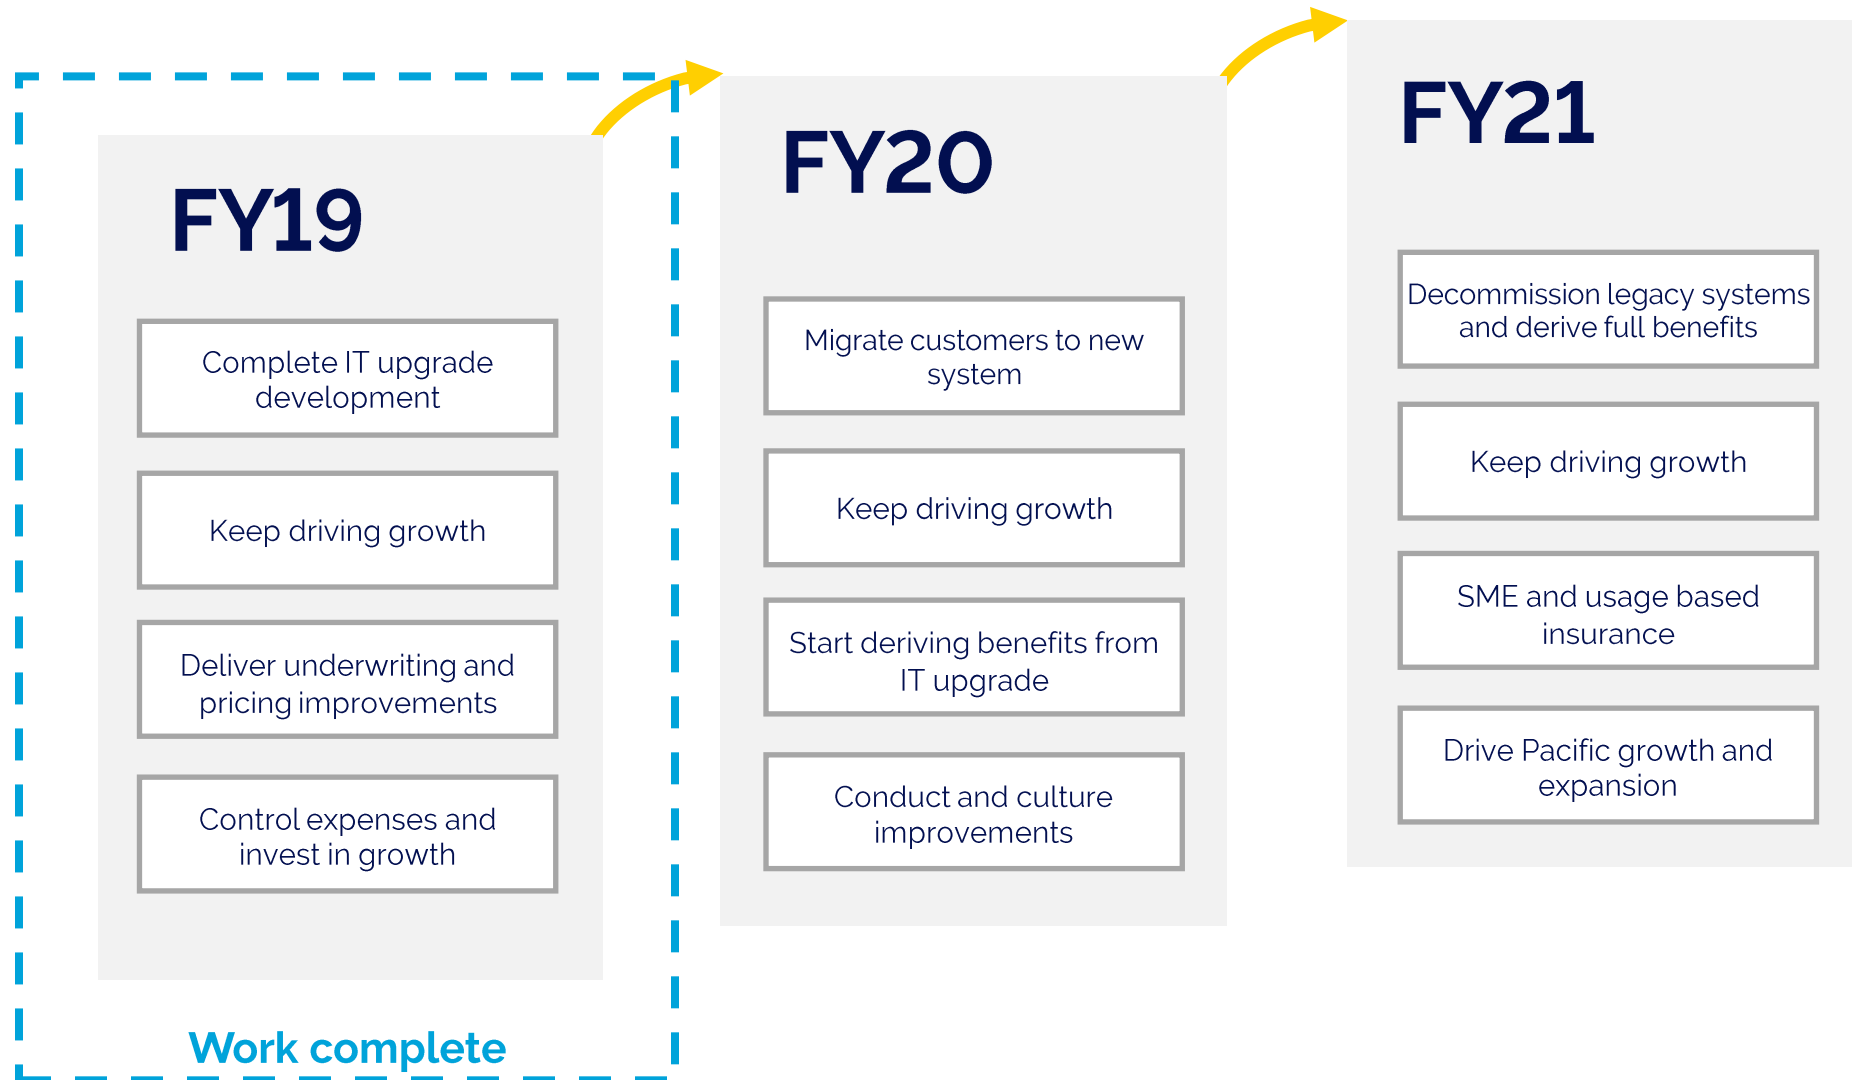 FY19
Complete IT upgrade
development
Keep driving growth
Deliver underwriting and
pricing improvements
Control expenses and
invest in growth
Work complete
FY20
Migrate customers to new
system
Keep driving growth
Start deriving benefits from
IT upgrade
Conduct and culture
improvements
FY21
Decommission legacy systems
and derive full benefits
Keep driving growth
SME and usage based
insurance
Drive Pacific growth and
expansion